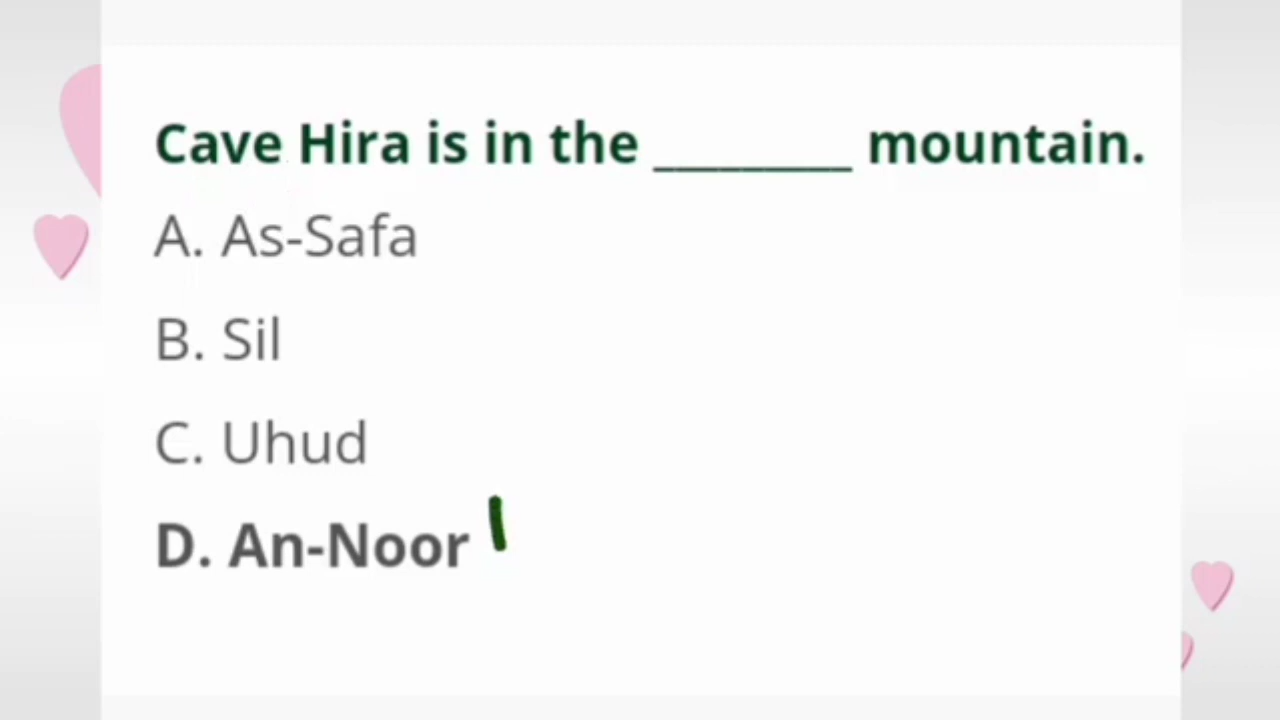 Cave Hira is in the ________ mountain.
A. As-Safa
B. Sil
C. Uhud
D. An-Noor